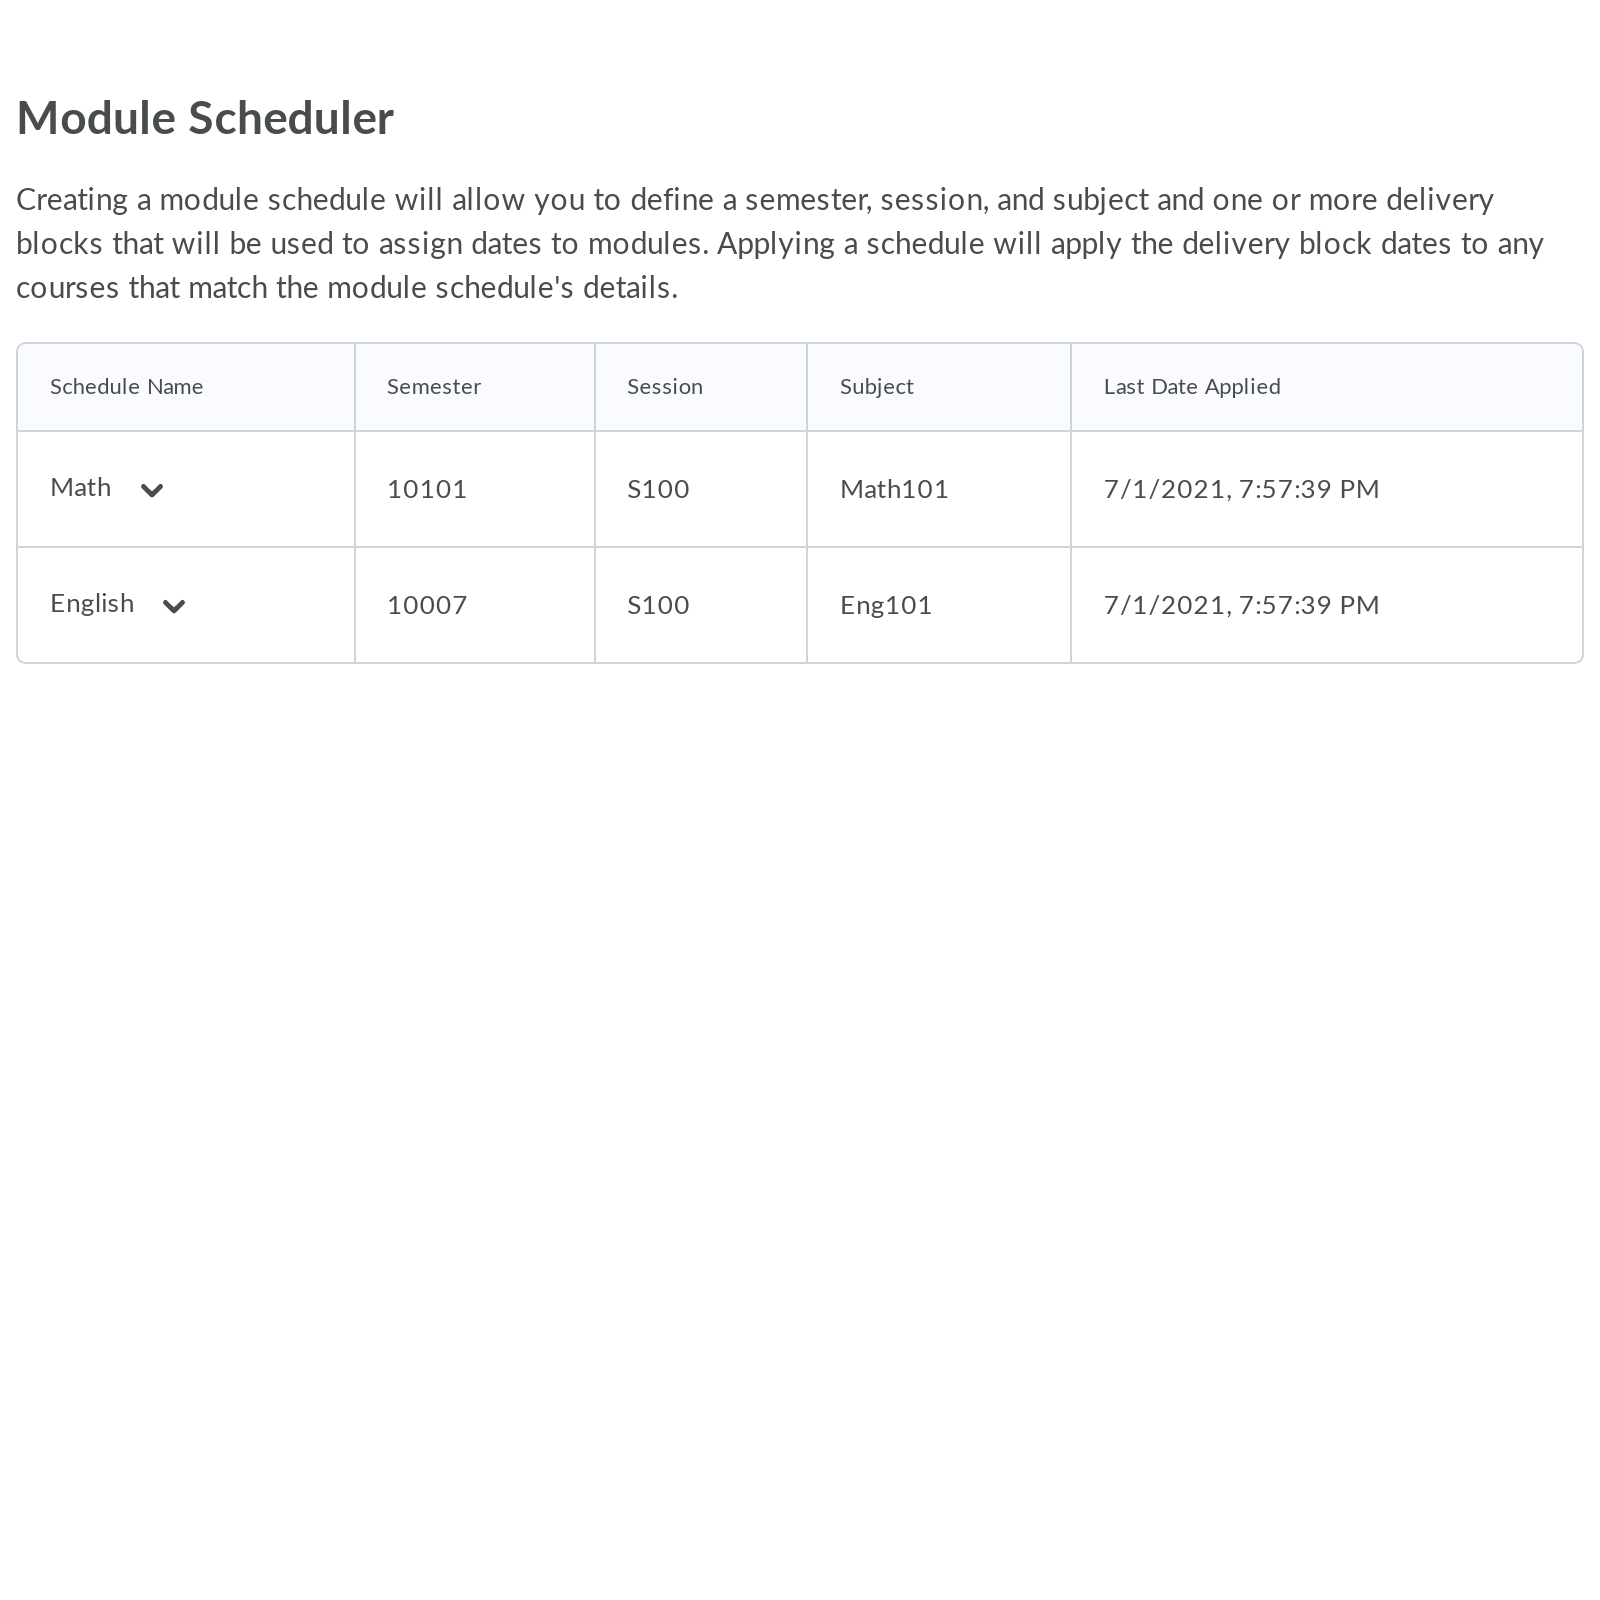 Module Scheduler
Creating a module schedule will allow you to define a semester, session, and subject and one or more delivery
blocks that will be used to assign dates to modules. Applying a schedule will apply the delivery block dates to any
courses that match the module schedule's details.
Schedule Name Semester Session Subject Last Date Applied
Math 10101 S100 Math101 7/1/2021, 7:57:39 PM
English 10007 S100 Eng101 7/1/2021, 7:57:39 PM